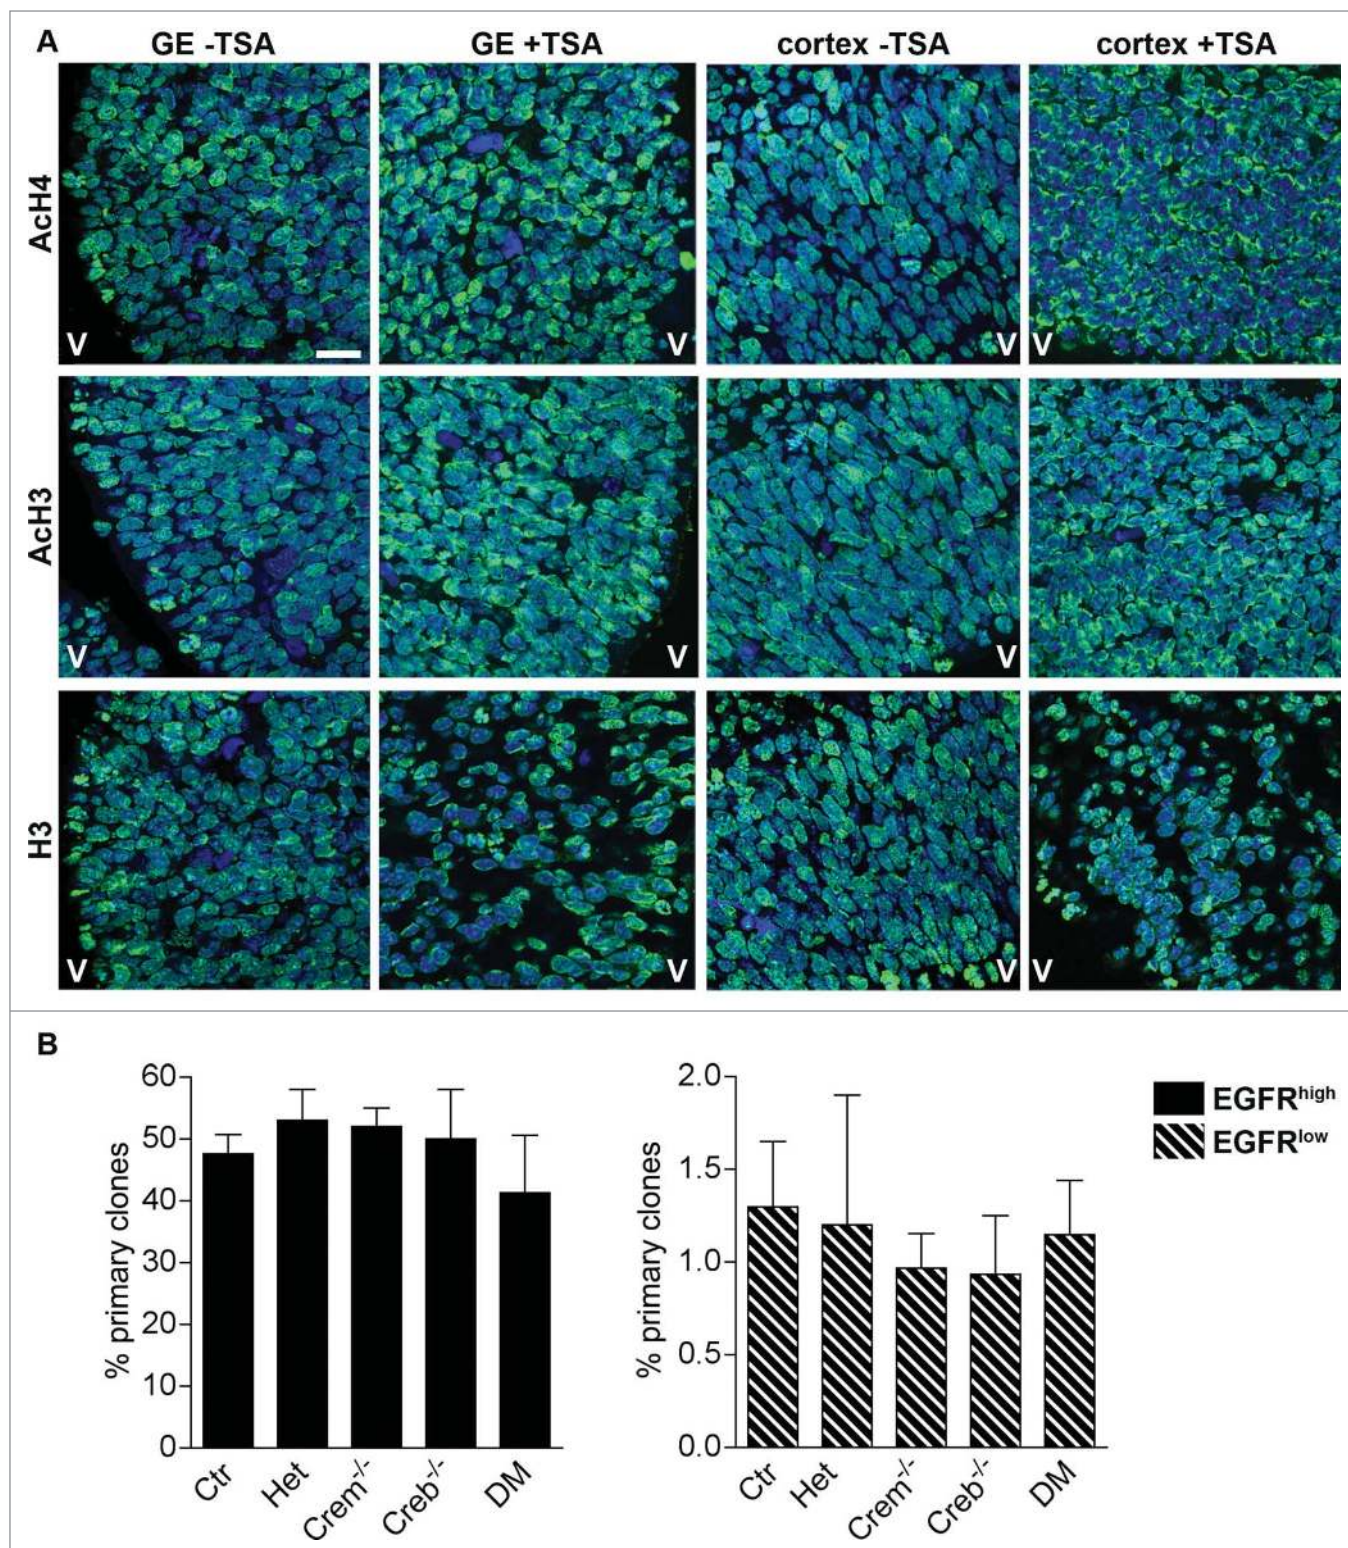 A
GE -TSA GE +TSA cortex -TSA cortex +TSA
AcH4
V V V V
AcH3
V V V
H3
V V V V
B
60
50
40
30
20
10
0
% primary clones
Ctr Het Crem-/- Creb-/- DM
2.0
1.5
1.0
0.5
0.0
% primary clones
Ctr Het Crem-/- Creb-/- DM
EGFRhigh
EGFRlow